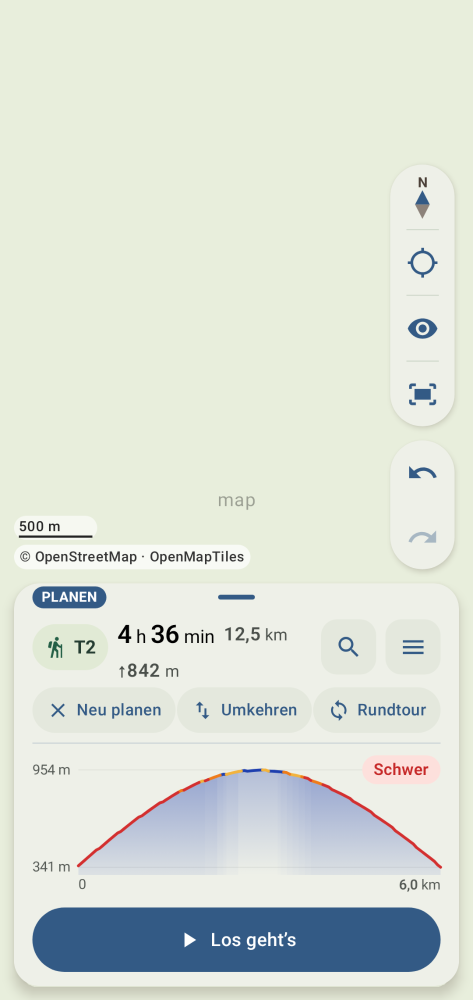 N
map
500 m
© OpenStreetMap · OpenMapTiles
PLANEN
T2 4 h 36 min 12,5 km
↑842 m
Neu planen Umkehren Rundtour
954 m Schwer
341 m
0 6,0 km
Los geht's